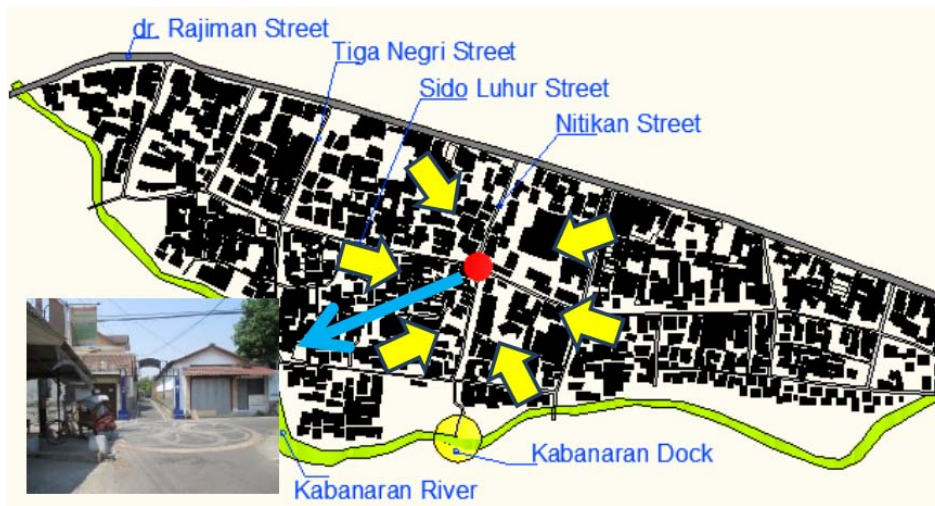 dr. Rajiman Street
Tiga Negri Street
Sido Luhur Street
Nitikan Street
Kabanaran Dock
Kabanaran River